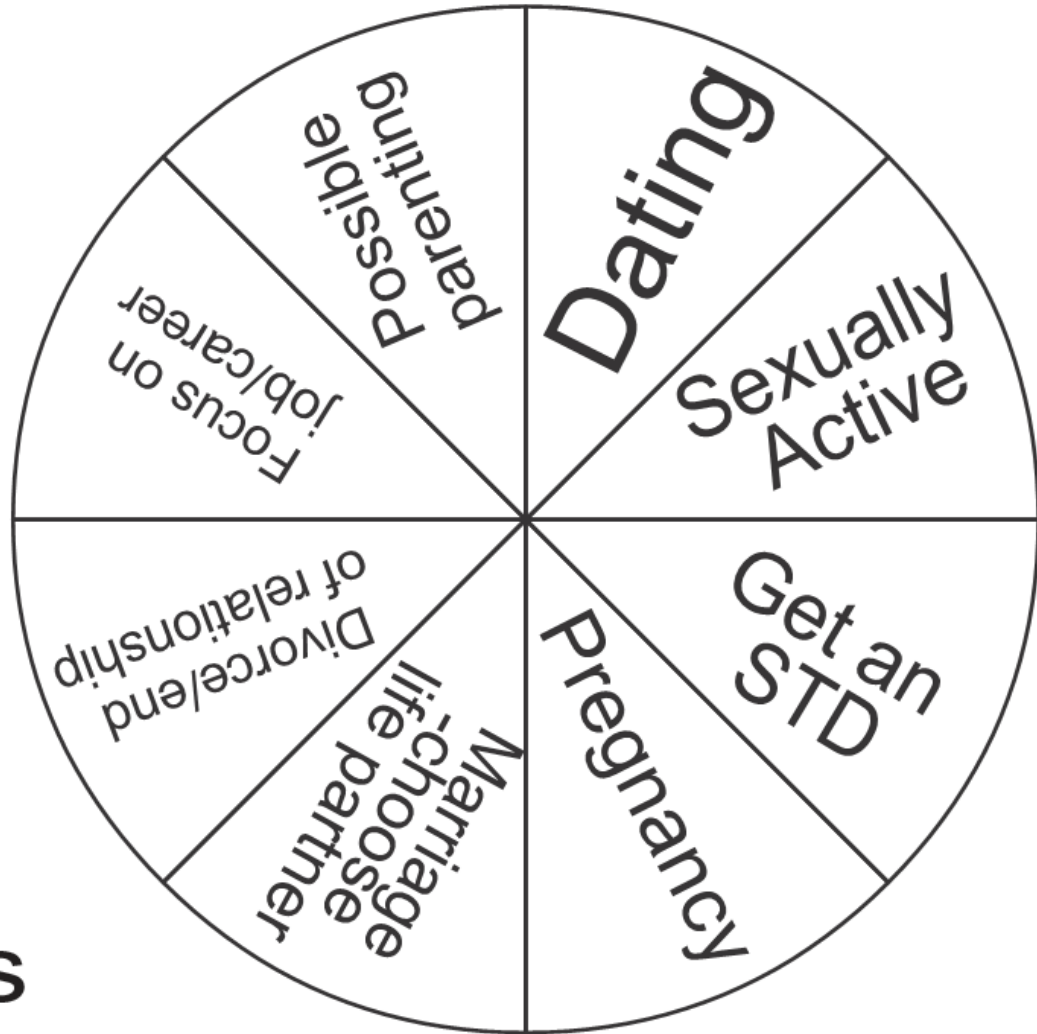 Dating
Sexually
Active
Get an
STD
Pregnancy
Marriage
-choose
life partner
Divorce/end
of relationship
Focus on
job/career
Possible
parenting
s